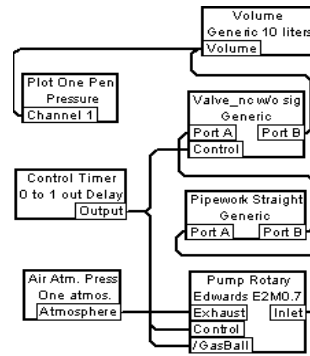 Volume
Generic 10 liters
Volume
Plot One Pen
Pressure
Channel 1
Valve_nc w/o sig
Generic
Port A
Port B
Control
Control Timer
0 to 1 out Delay
Output
Pipework Straight
Generic
Port A
Port B
Air Atm. Press
One atmos.
Atmosphere
Pump Rotary
Edwards E2M0.7
Exhaust
Inlet
Control
/GasBall